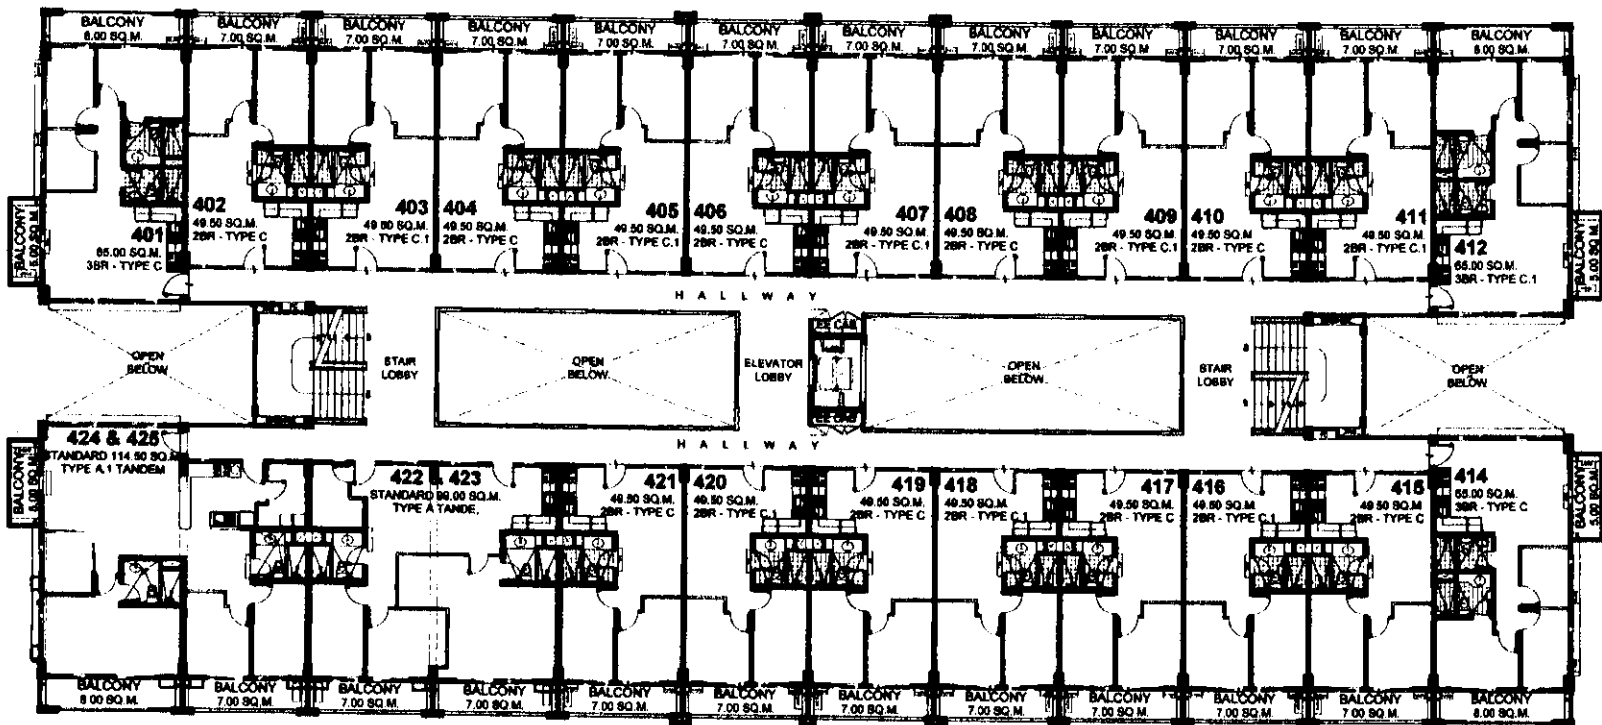 BALCONY
8.00 SQ.M.
BALCONY
7.00 SQ.M.
BALCONY
7.00 SQ.M.
BALCONY
7.00 SQ.M.
BALCONY
7.00 SQ.M.
BALCONY
7.00 SQ.M.
BALCONY
7.00 SQ.M.
BALCONY
7.00 SQ.M.
BALCONY
7.00 SQ.M
BALCONY
7.00 SQ.M.
BALCONY
7.00 SQ.M.
BALCONY
8.00 SQ.M.
BALCONY
5.00 SQ.M.
401
65.00 SQ.M.
3BR - TYPE C
402
49.50 SQ.M.
2BR - TYPE C
403
49.50 SQ.M.
2BR - TYPE C.1
404
49.50 SQ.M.
2BR - TYPE C
405
49.50 SQ.M.
2BR - TYPE C.1
406
49.50 SQ.M.
2BR - TYPE C
407
49.50 SQ.M.
2BR - TYPE C.1
408
49.50 SQ.M.
2BR - TYPE C
409
49.50 SQ.M.
2BR - TYPE C.1
410
49.50 SQ.M.
2BR - TYPE C
411
49.50 SQ.M.
2BR - TYPE C.1
412
65.00 SQ.M.
3BR - TYPE C.1
BALCONY
5.00 SQ.M.
HALLWAY
OPEN
BELOW
STAIR
LOBBY
OPEN
BELOW
ELEVATOR
LOBBY
EE CAB
EE CAB
OPEN
BELOW
STAIR
LOBBY
OPEN
BELOW
HALLWAY
BALCONY
5.00 SQ.M.
424 & 425
STANDARD 114.50 SQ.M
TYPE A.1 TANDEM
422 & 423
STANDARD 99.00 SQ.M.
TYPE A TANDE.
421
49.50 SQ.M.
2BR - TYPE C
420
49.50 SQ.M.
2BR - TYPE C.1
419
49.50 SQ.M.
2BR - TYPE C
418
49.50 SQ.M.
2BR - TYPE C.1
417
49.50 SQ.M.
2BR - TYPE C
416
49.50 SQ.M.
2BR - TYPE C.1
415
49.50 SQ.M.
2BR - TYPE C
414
65.00 SQ.M.
3BR - TYPE C
BALCONY
5.00 SQ.M.
BALCONY
8.00 SQ.M.
BALCONY
7.00 SQ.M.
BALCONY
7.00 SQ.M.
BALCONY
7.00 SQ.M.
BALCONY
7.00 SQ.M.
BALCONY
7.00 SQ.M.
BALCONY
7.00 SQ.M.
BALCONY
7.00 SQ.M.
BALCONY
7.00 SQ.M.
BALCONY
7.00 SQ.M.
BALCONY
7.00 SQ.M.
BALCONY
8.00 SQ.M.